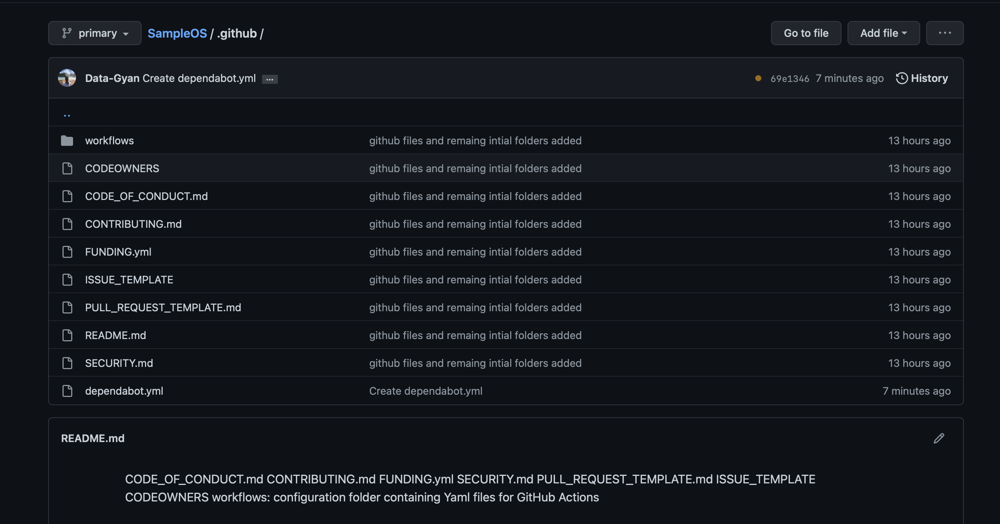 primary SampleOS / .github / Go to file Add file ...
Data-Gyan Create dependabot.yml ... 69e1346 7 minutes ago History
..
workflows github files and remaing intial folders added 13 hours ago
CODEOWNERS github files and remaing intial folders added 13 hours ago
CODE_OF_CONDUCT.md github files and remaing intial folders added 13 hours ago
CONTRIBUTING.md github files and remaing intial folders added 13 hours ago
FUNDING.yml github files and remaing intial folders added 13 hours ago
ISSUE_TEMPLATE github files and remaing intial folders added 13 hours ago
PULL_REQUEST_TEMPLATE.md github files and remaing intial folders added 13 hours ago
README.md github files and remaing intial folders added 13 hours ago
SECURITY.md github files and remaing intial folders added 13 hours ago
dependabot.yml Create dependabot.yml 7 minutes ago
README.md
CODE_OF_CONDUCT.md CONTRIBUTING.md FUNDING.yml SECURITY.md PULL_REQUEST_TEMPLATE.md ISSUE_TEMPLATE
CODEOWNERS workflows: configuration folder containing Yaml files for GitHub Actions